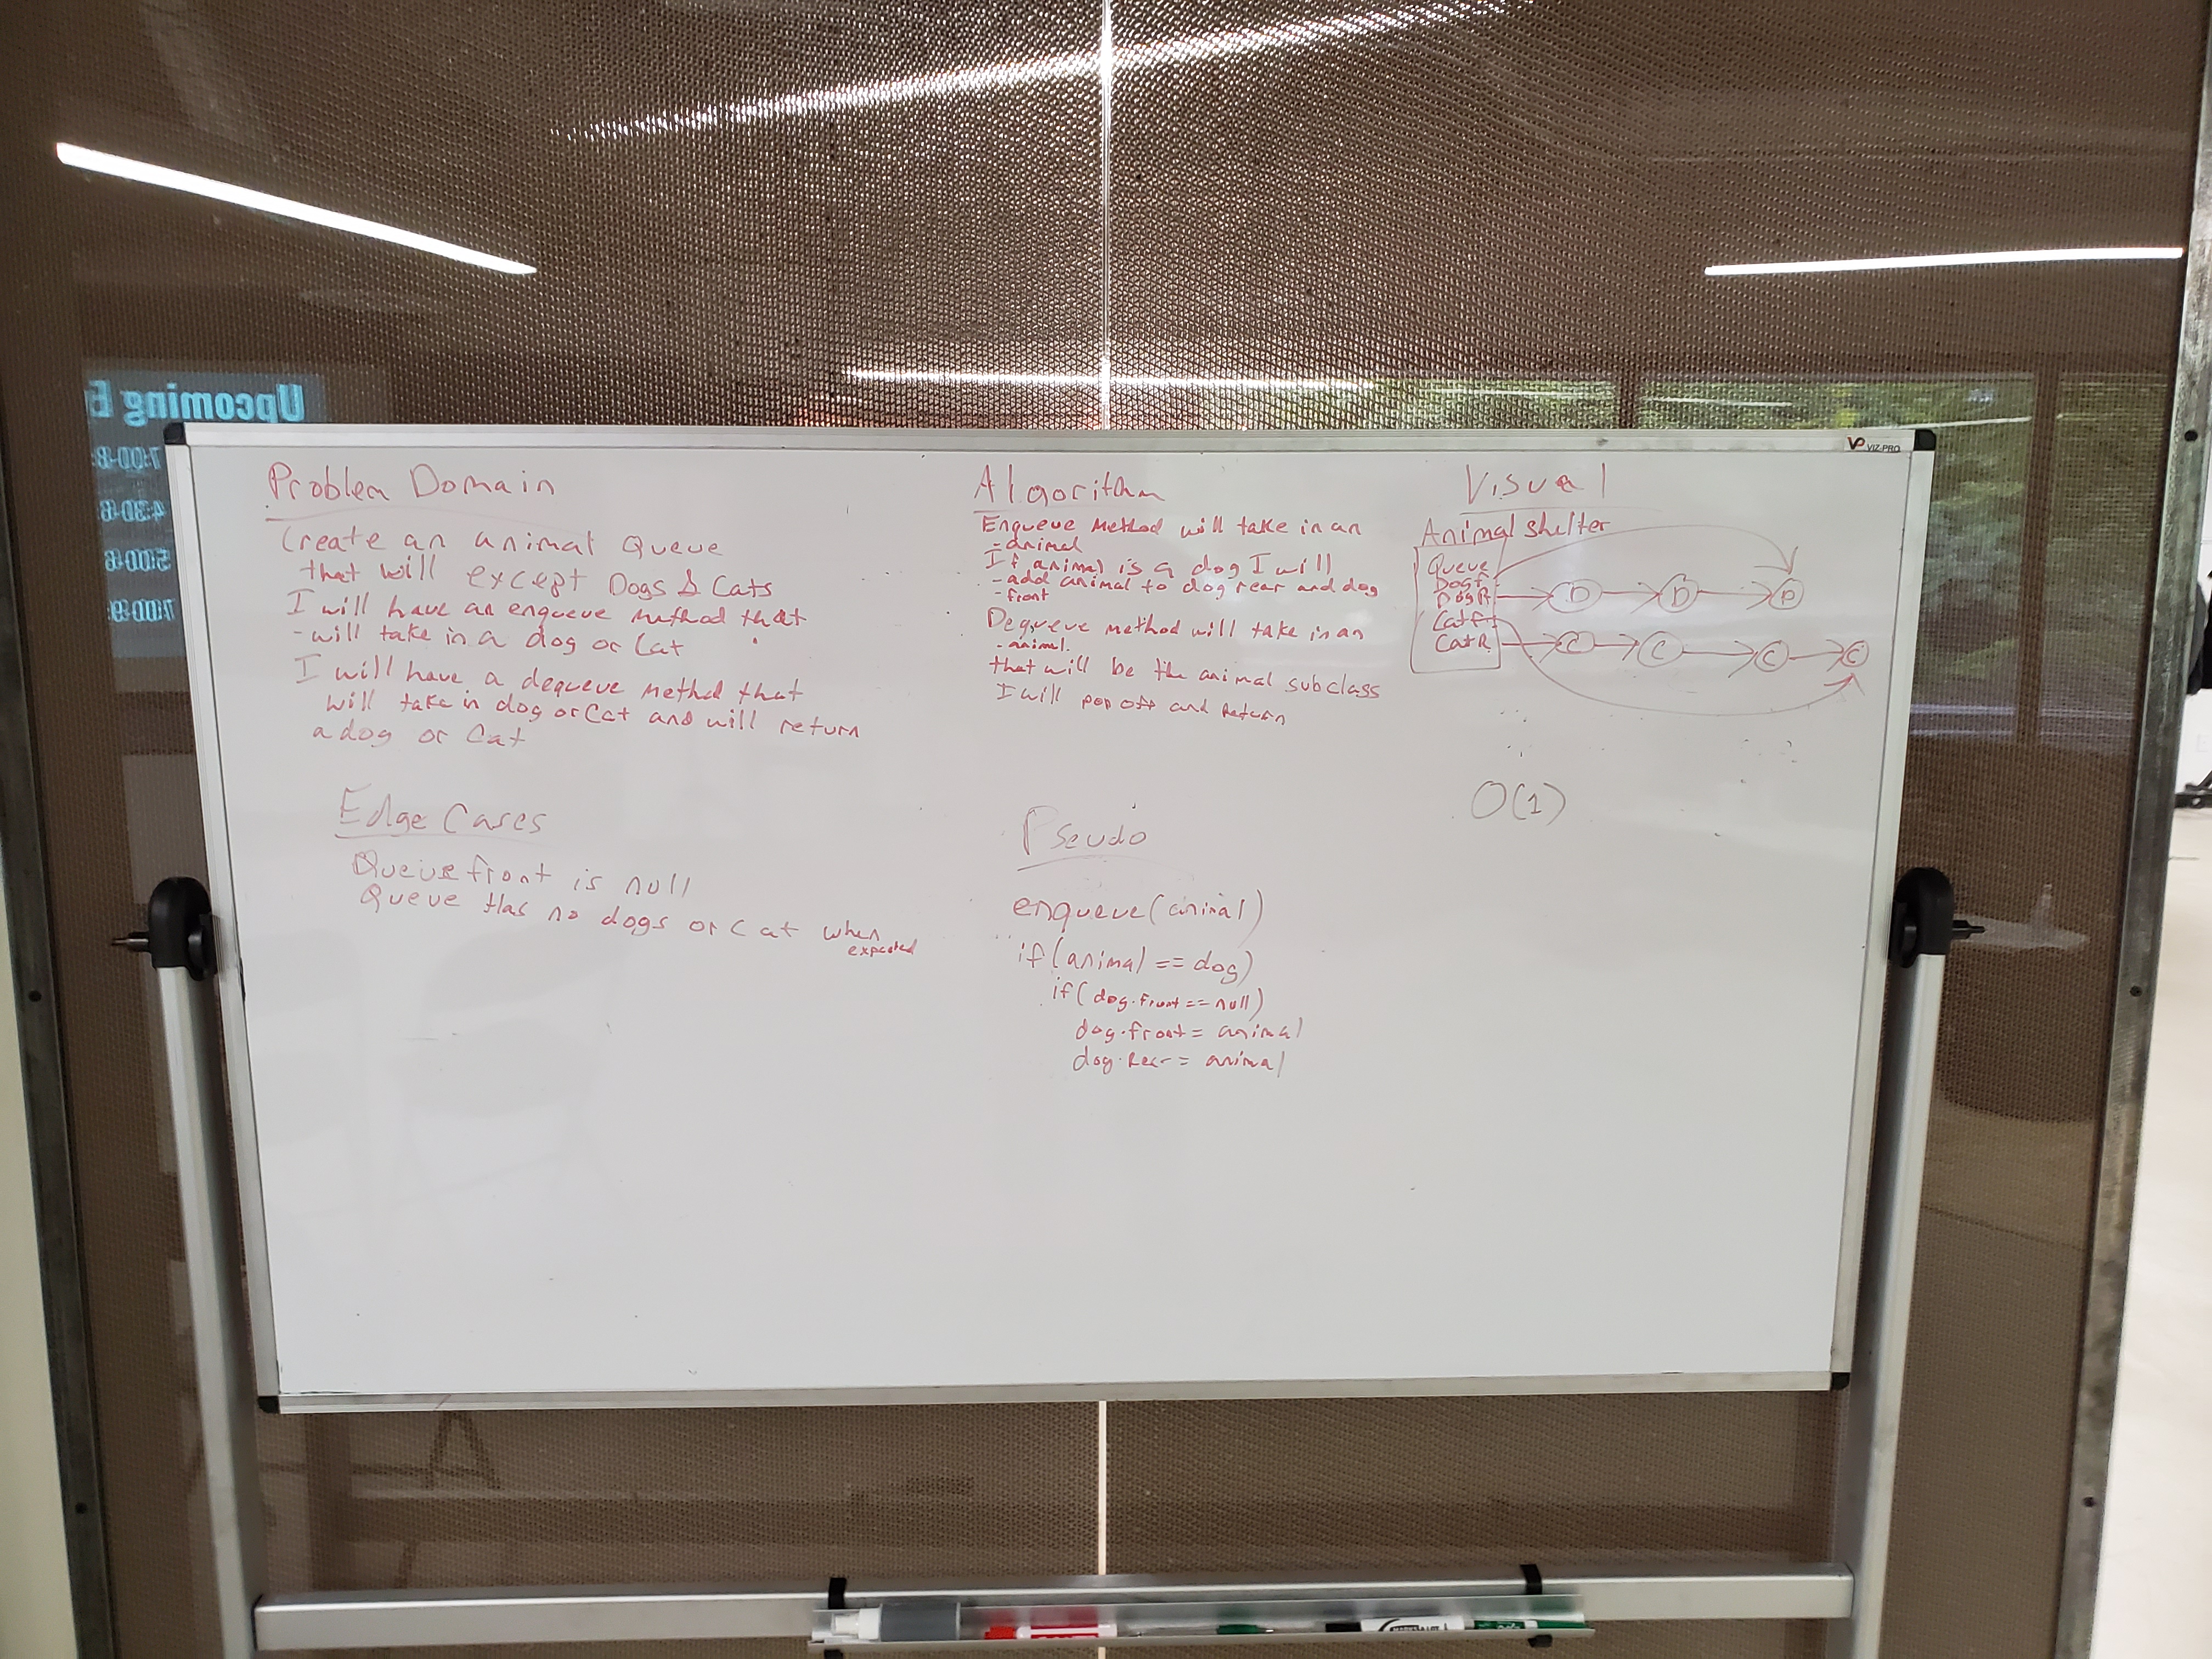 Upcoming E
7:00-8:
4:30-6
5:00-6
7:00-9:
VP VIZ-PRO
Problem Domain
Create an animal Queue
that will except Dogs & Cats
I will have an enqueue method that
- will take in a dog or Cat
I will have a dequeue method that
will take in dog or Cat and will return
a dog or Cat
Edge Cases
Queue front is null
Queue Has no dogs or Cat when
expected
Algorithm
Enqueue Method will take in an
- animal
If animal is a dog I will
- add animal to dog rear and dog
- front
Dequeue method will take in an
- animal.
that will be the animal subclass
I will pop off and Return
Pseudo
enqueue(animal)
if(animal == dog)
if(dog.front == null)
dog.front = animal
dog.Rear = animal
Visual
Animal shelter
Queue
DogF
DogR D D D
CatF
CatR C C C C
O(1)